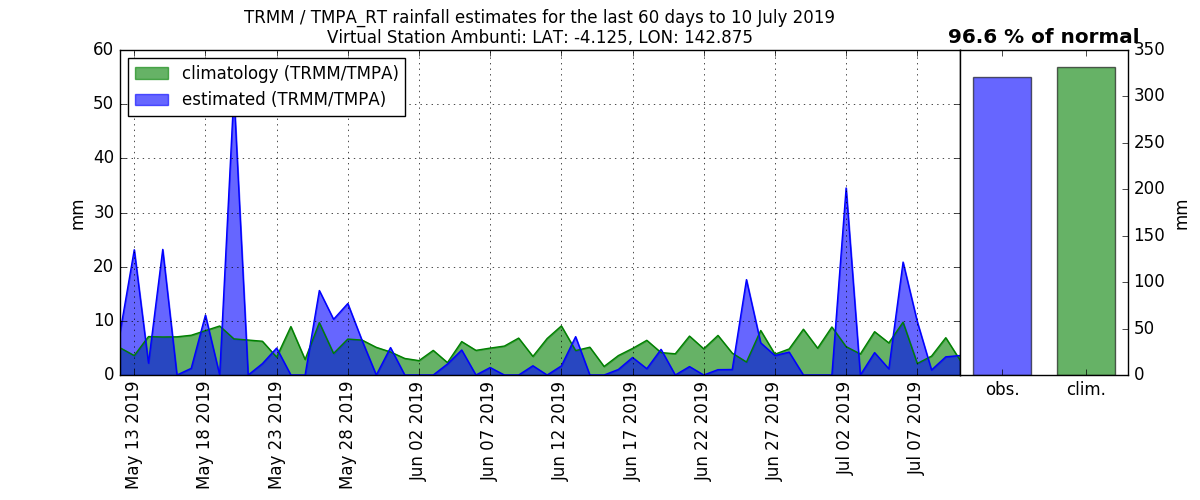 TRMM / TMPA_RT rainfall estimates for the last 60 days to 10 July 2019
Virtual Station Ambunti: LAT: -4.125, LON: 142.875
96.6 % of normal
climatology (TRMM/TMPA)
estimated (TRMM/TMPA)
60
50
40
30
20
10
0
mm
May 13 2019
May 18 2019
May 23 2019
May 28 2019
Jun 02 2019
Jun 07 2019
Jun 12 2019
Jun 17 2019
Jun 22 2019
Jun 27 2019
Jul 02 2019
Jul 07 2019
obs.
clim.
350
300
250
200
150
100
50
0
mm